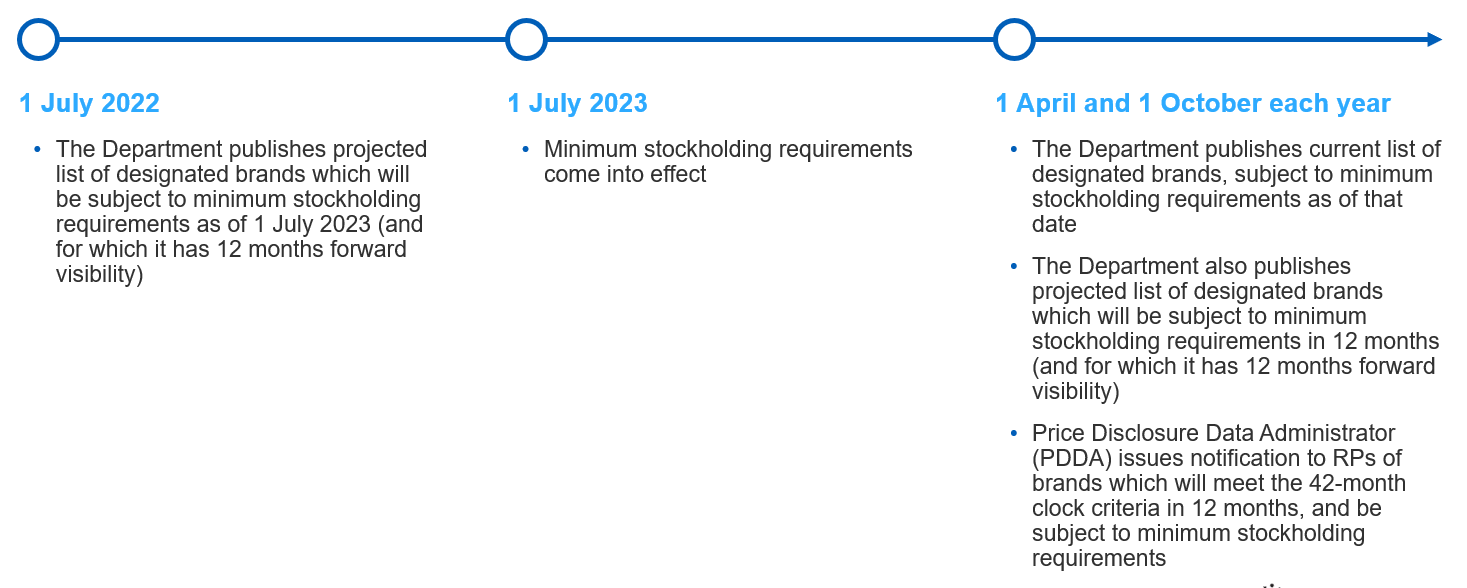 1 July 2022
• The Department publishes projected
list of designated brands which will
be subject to minimum stockholding
requirements as of 1 July 2023 (and
for which it has 12 months forward
visibility)
1 July 2023
• Minimum stockholding requirements
come into effect
1 April and 1 October each year
• The Department publishes current list of
designated brands, subject to minimum
stockholding requirements as of that
date
• The Department also publishes
projected list of designated brands
which will be subject to minimum
stockholding requirements in 12 months
(and for which it has 12 months forward
visibility)
• Price Disclosure Data Administrator
(PDDA) issues notification to RPs of
brands which will meet the 42-month
clock criteria in 12 months, and be
subject to minimum stockholding
requirements